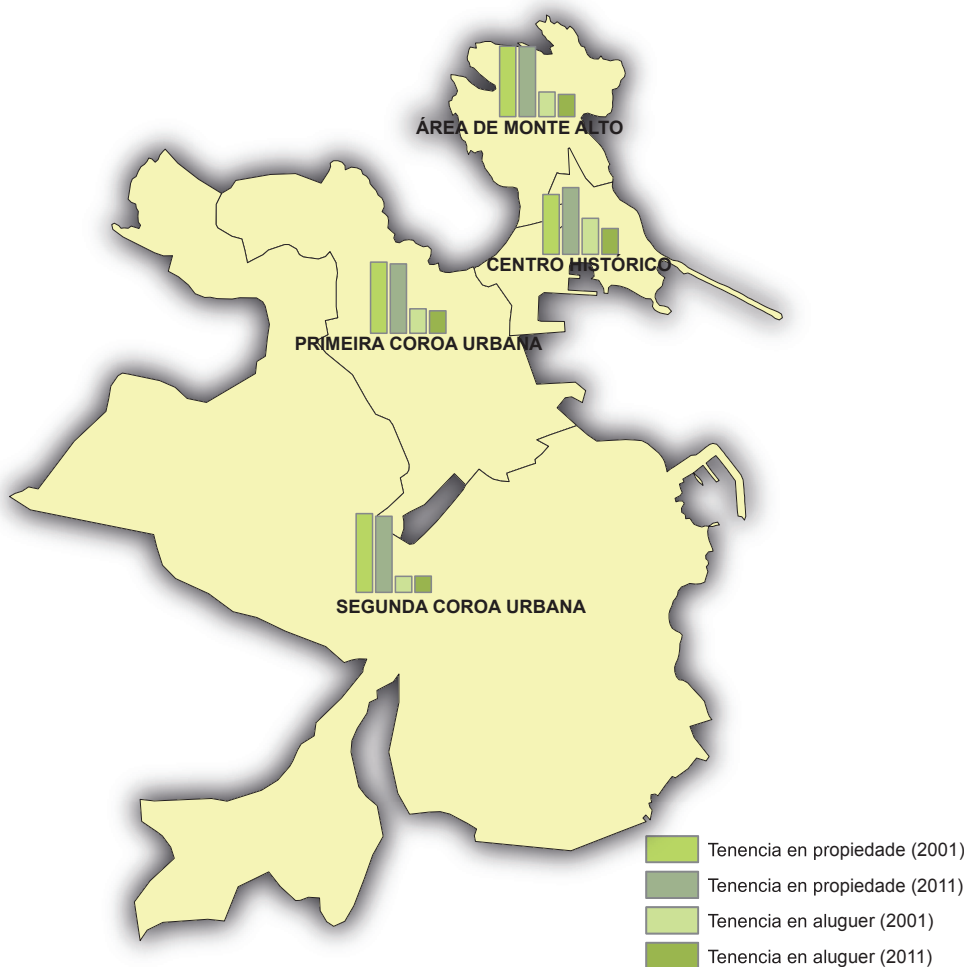 ÁREA DE MONTE ALTO
CENTRO HISTÓRICO
PRIMEIRA COROA URBANA
SEGUNDA COROA URBANA
Tenencia en propiedade (2001)
Tenencia en propiedade (2011)
Tenencia en aluguer (2001)
Tenencia en aluguer (2011)